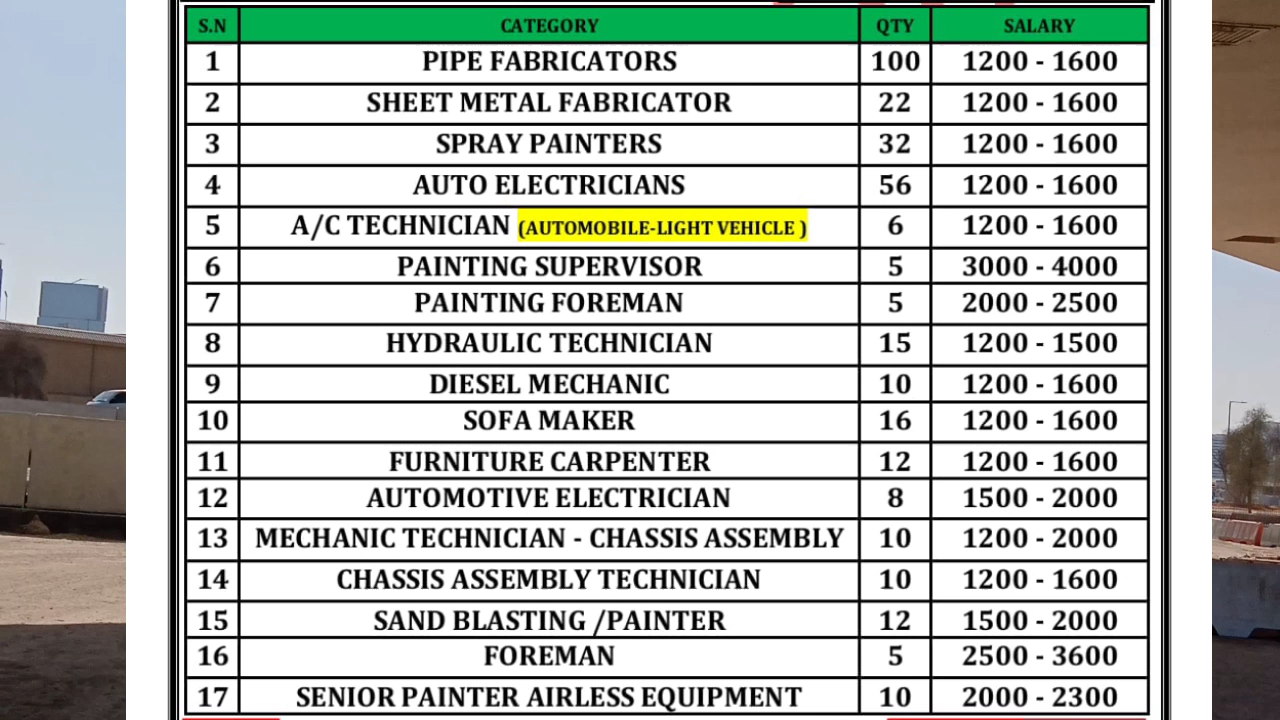 S.N CATEGORY QTY SALARY
1 PIPE FABRICATORS 100 1200 - 1600
2 SHEET METAL FABRICATOR 22 1200 - 1600
3 SPRAY PAINTERS 32 1200 - 1600
4 AUTO ELECTRICIANS 56 1200 - 1600
5 A/C TECHNICIAN (AUTOMOBILE-LIGHT VEHICLE ) 6 1200 - 1600
6 PAINTING SUPERVISOR 5 3000 - 4000
7 PAINTING FOREMAN 5 2000 - 2500
8 HYDRAULIC TECHNICIAN 15 1200 - 1500
9 DIESEL MECHANIC 10 1200 - 1600
10 SOFA MAKER 16 1200 - 1600
11 FURNITURE CARPENTER 12 1200 - 1600
12 AUTOMOTIVE ELECTRICIAN 8 1500 - 2000
13 MECHANIC TECHNICIAN - CHASSIS ASSEMBLY 10 1200 - 2000
14 CHASSIS ASSEMBLY TECHNICIAN 10 1200 - 1600
15 SAND BLASTING /PAINTER 12 1500 - 2000
16 FOREMAN 5 2500 - 3600
17 SENIOR PAINTER AIRLESS EQUIPMENT 10 2000 - 2300